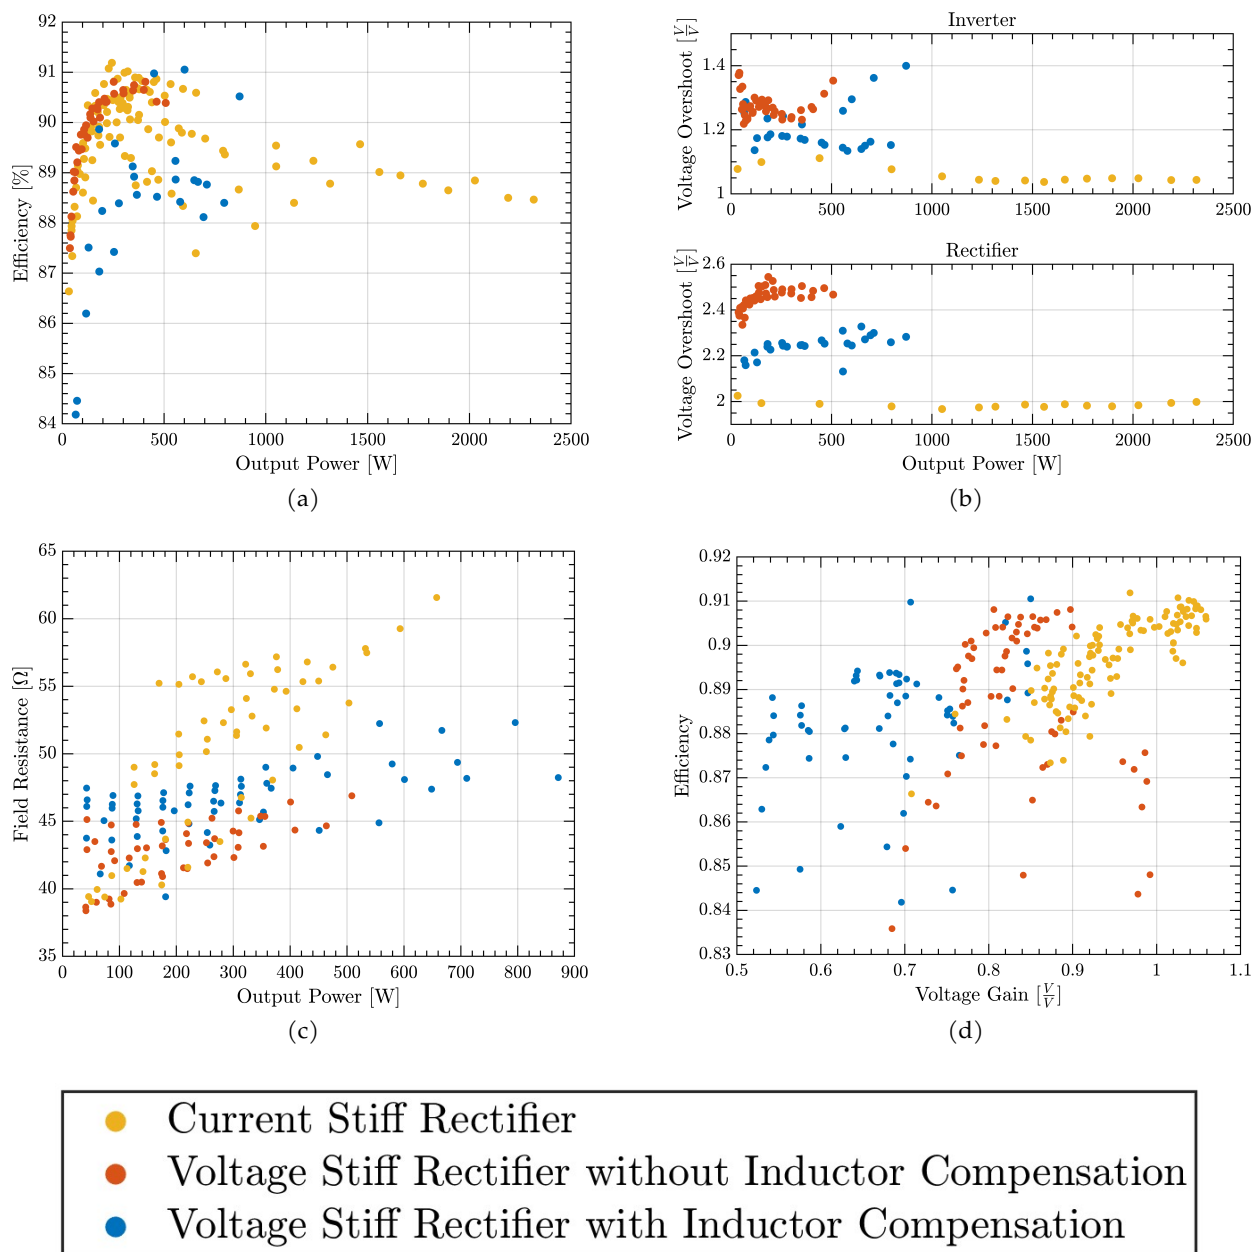 92
91
90
89
88
87
86
85
84
Efficiency [%]
0 500 1000 1500 2000 2500
Output Power [W]
(a)
Inverter
Voltage Overshoot [V/V]
1.4
1.2
1
0 500 1000 1500 2000 2500
Rectifier
Voltage Overshoot [V/V]
2.6
2.4
2.2
2
0 500 1000 1500 2000 2500
Output Power [W]
(b)
65
60
55
50
45
40
35
Field Resistance [Ω]
0 100 200 300 400 500 600 700 800 900
Output Power [W]
(c)
0.92
0.91
0.9
0.89
0.88
0.87
0.86
0.85
0.84
0.83
Efficiency
0.5 0.6 0.7 0.8 0.9 1 1.1
Voltage Gain [V/V]
(d)
Current Stiff Rectifier
Voltage Stiff Rectifier without Inductor Compensation
Voltage Stiff Rectifier with Inductor Compensation